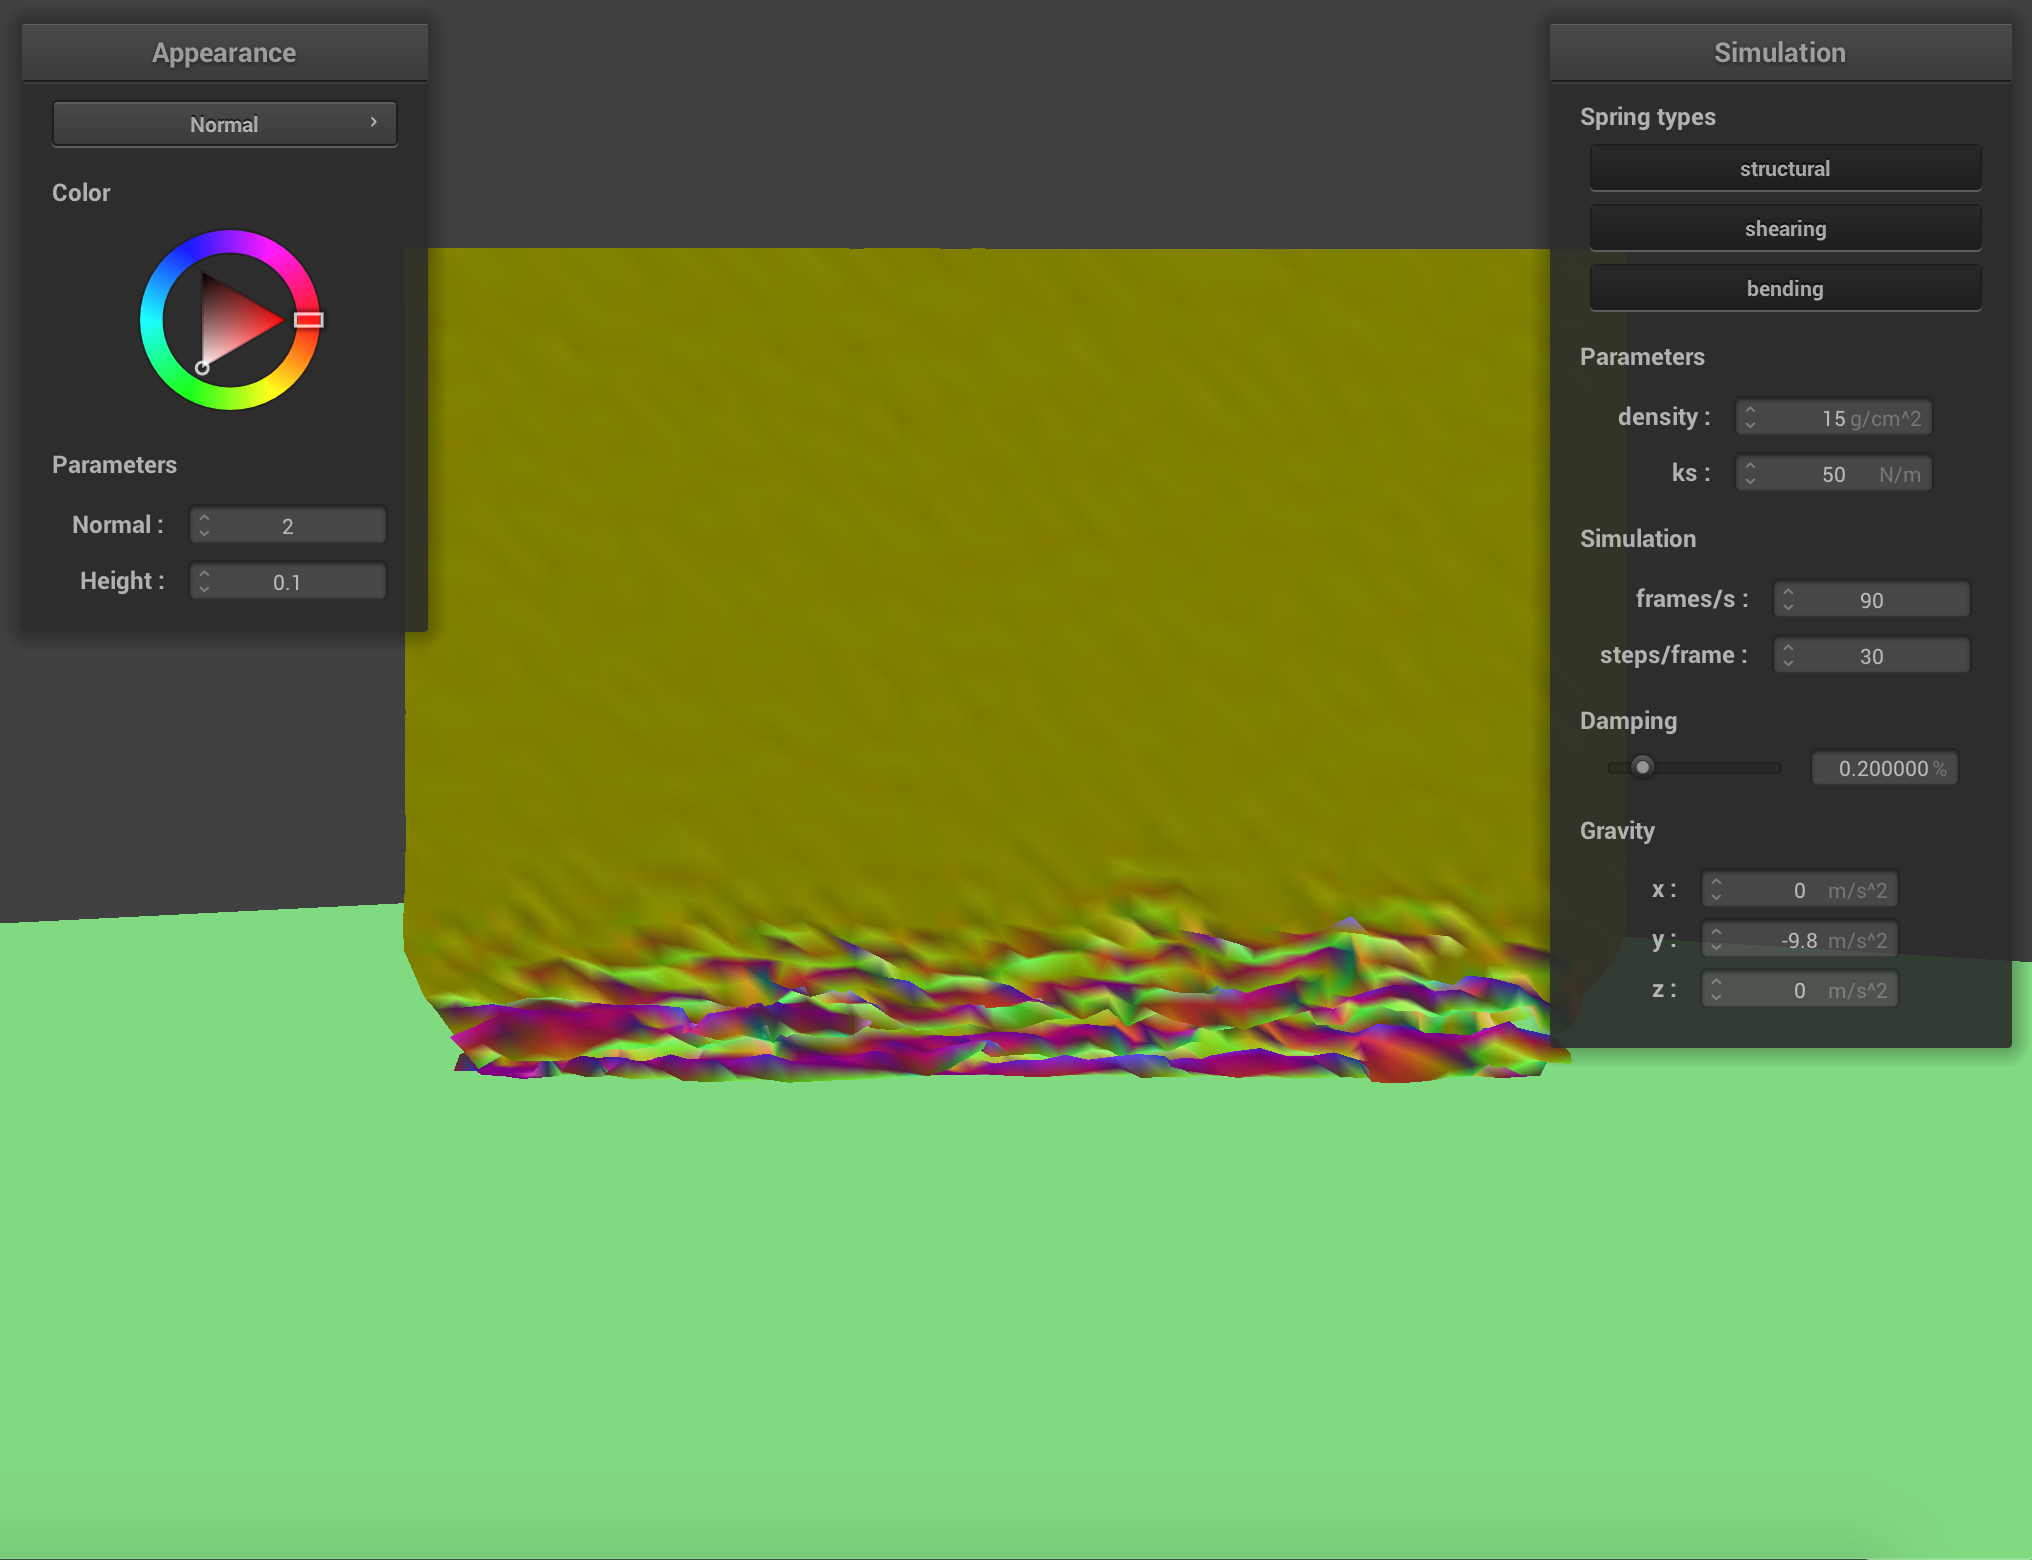 Appearance
Normal
Color
Parameters
Normal : 2
Height : 0.1
Simulation
Spring types
structural
shearing
bending
Parameters
density : 15 g/cm^2
ks : 50 N/m
Simulation
frames/s : 90
steps/frame : 30
Damping
0.200000 %
Gravity
x : 0 m/s^2
y : -9.8 m/s^2
z : 0 m/s^2